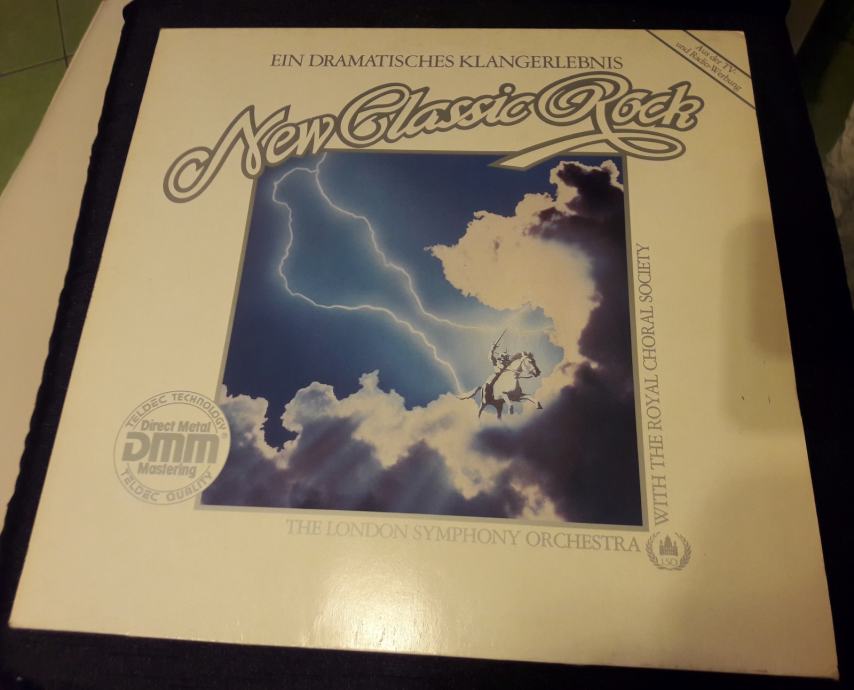 EIN DRAMATISCHES KLANGERLEBNIS
Aus der TV-
und Radio-Werbung
New Classic Rock
WITH THE ROYAL CHORAL SOCIETY
TELDEC TECHNOLOGY®
Direct Metal
DMM
Mastering
TELDEC QUALITY
THE LONDON SYMPHONY ORCHESTRA
LSO